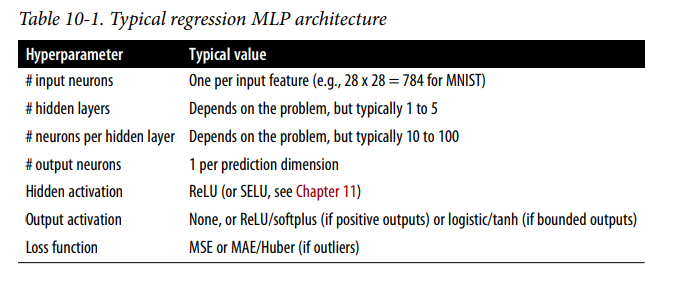 Table 10-1. Typical regression MLP architecture
Hyperparameter Typical value
# input neurons One per input feature (e.g., 28 x 28 = 784 for MNIST)
# hidden layers Depends on the problem, but typically 1 to 5
# neurons per hidden layer Depends on the problem, but typically 10 to 100
# output neurons 1 per prediction dimension
Hidden activation ReLU (or SELU, see Chapter 11)
Output activation None, or ReLU/softplus (if positive outputs) or logistic/tanh (if bounded outputs)
Loss function MSE or MAE/Huber (if outliers)